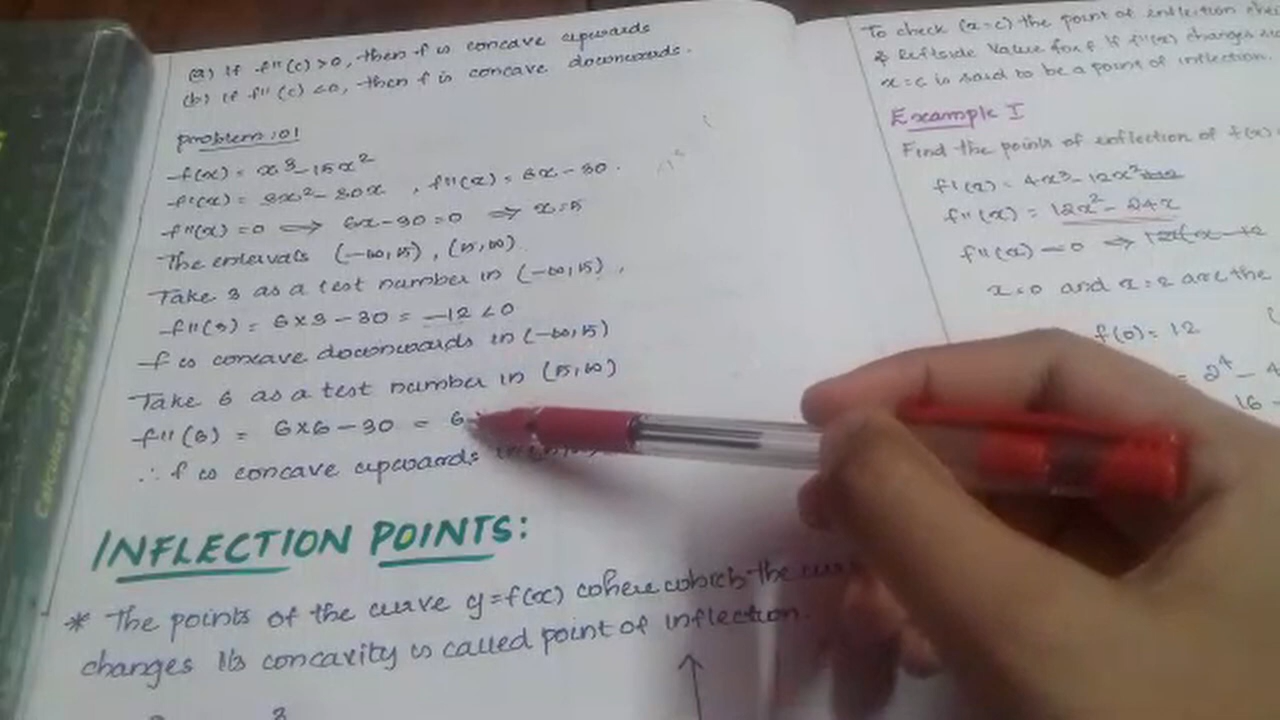 (a) If f''(c) > 0, then f is concave upwards
(b) If f''(c) < 0, then f is concave downwards.
problem:01
f(x) = x³ - 15x²
f'(x) = 3x² - 30x , f''(x) = 6x - 30 .
f''(x) = 0 ⟹ 6x - 30 = 0 ⟹ x = 5
The intervals (-∞, 5) , (5, ∞)
Take 3 as a test number in (-∞, 5) ,
f''(3) = 6 × 3 - 30 = -12 < 0
f is concave downwards in (-∞, 5)
Take 6 as a test number in (5, ∞)
f''(6) = 6 × 6 - 30 = 6
∴ f is concave upwards
INFLECTION POINTS:
* The points of the curve y = f(x) where which the
changes its concavity is called point of inflection.
To check (x = c) the point of inflection
& leftside value for f If f''(x) changes
x = c is said to be a point of inflection.
Example I
Find the points of inflection of f(x)
f'(x) = 4x³ - 12x²
f''(x) = 12x² - 24x
f''(x) = 0 ⟹
x = 0 and x = 2 are the
f(0) = 12
= 2⁴ - 4
16